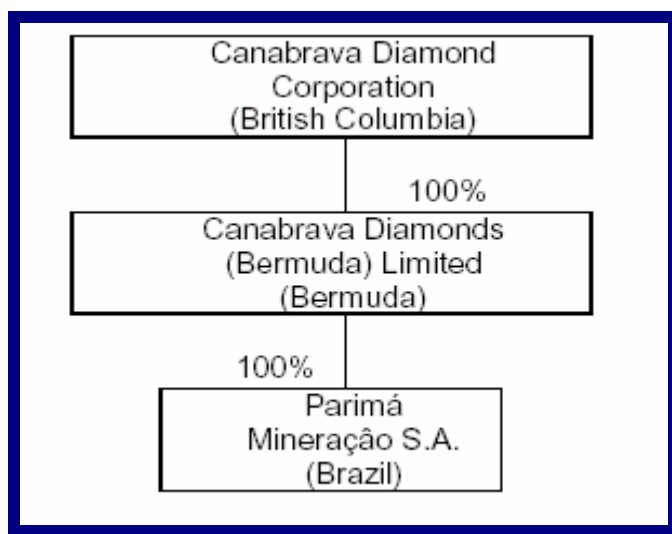 Canabrava Diamond
Corporation
(British Columbia)
100%
Canabrava Diamonds
(Bermuda) Limited
(Bermuda)
100%
Parimá
Mineraçâo S.A.
(Brazil)